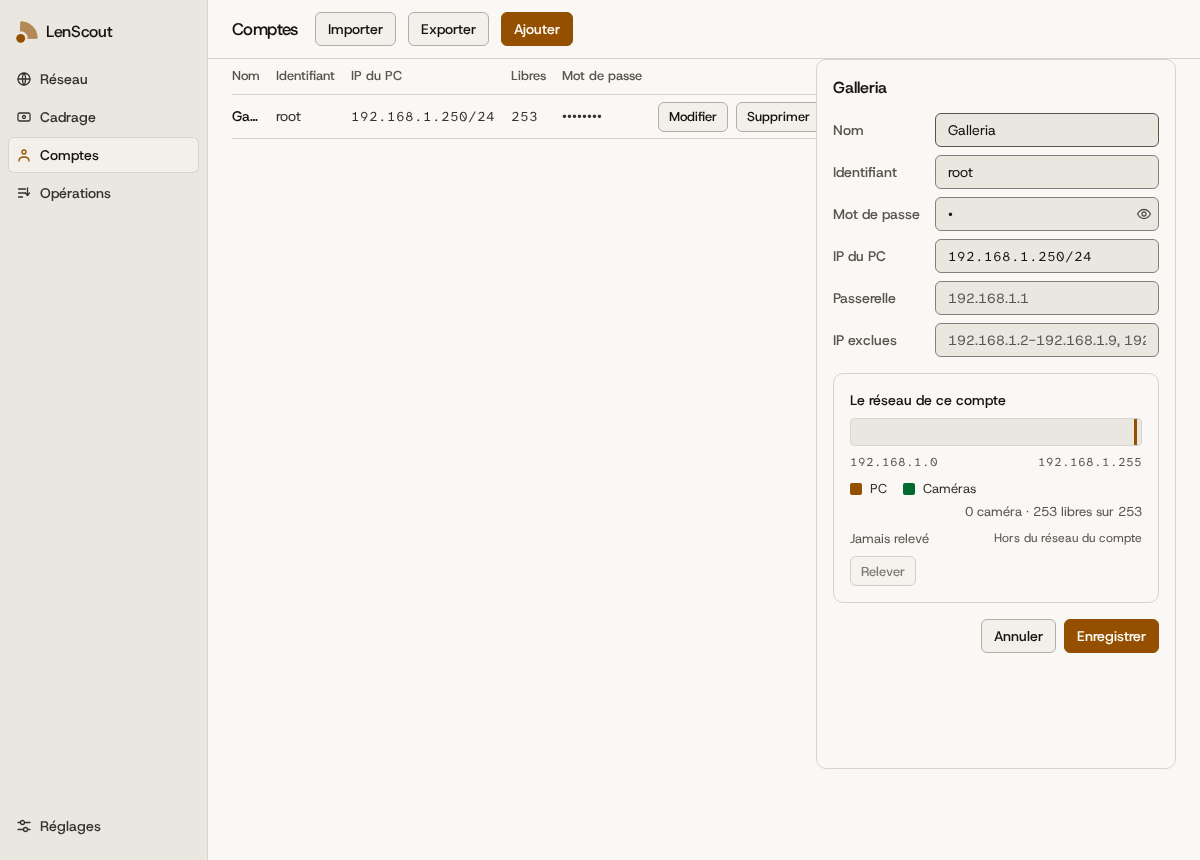 LenScout
Réseau
Cadrage
Comptes
Opérations
Réglages
Comptes Importer Exporter Ajouter
Nom Identifiant IP du PC Libres Mot de passe
Ga… root 192.168.1.250/24 253 •••••••• Modifier Supprimer
Galleria
Nom Galleria
Identifiant root
Mot de passe •
IP du PC 192.168.1.250/24
Passerelle 192.168.1.1
IP exclues 192.168.1.2-192.168.1.9, 192
Le réseau de ce compte
192.168.1.0 192.168.1.255
PC Caméras
0 caméra · 253 libres sur 253
Jamais relevé Hors du réseau du compte
Relever
Annuler Enregistrer